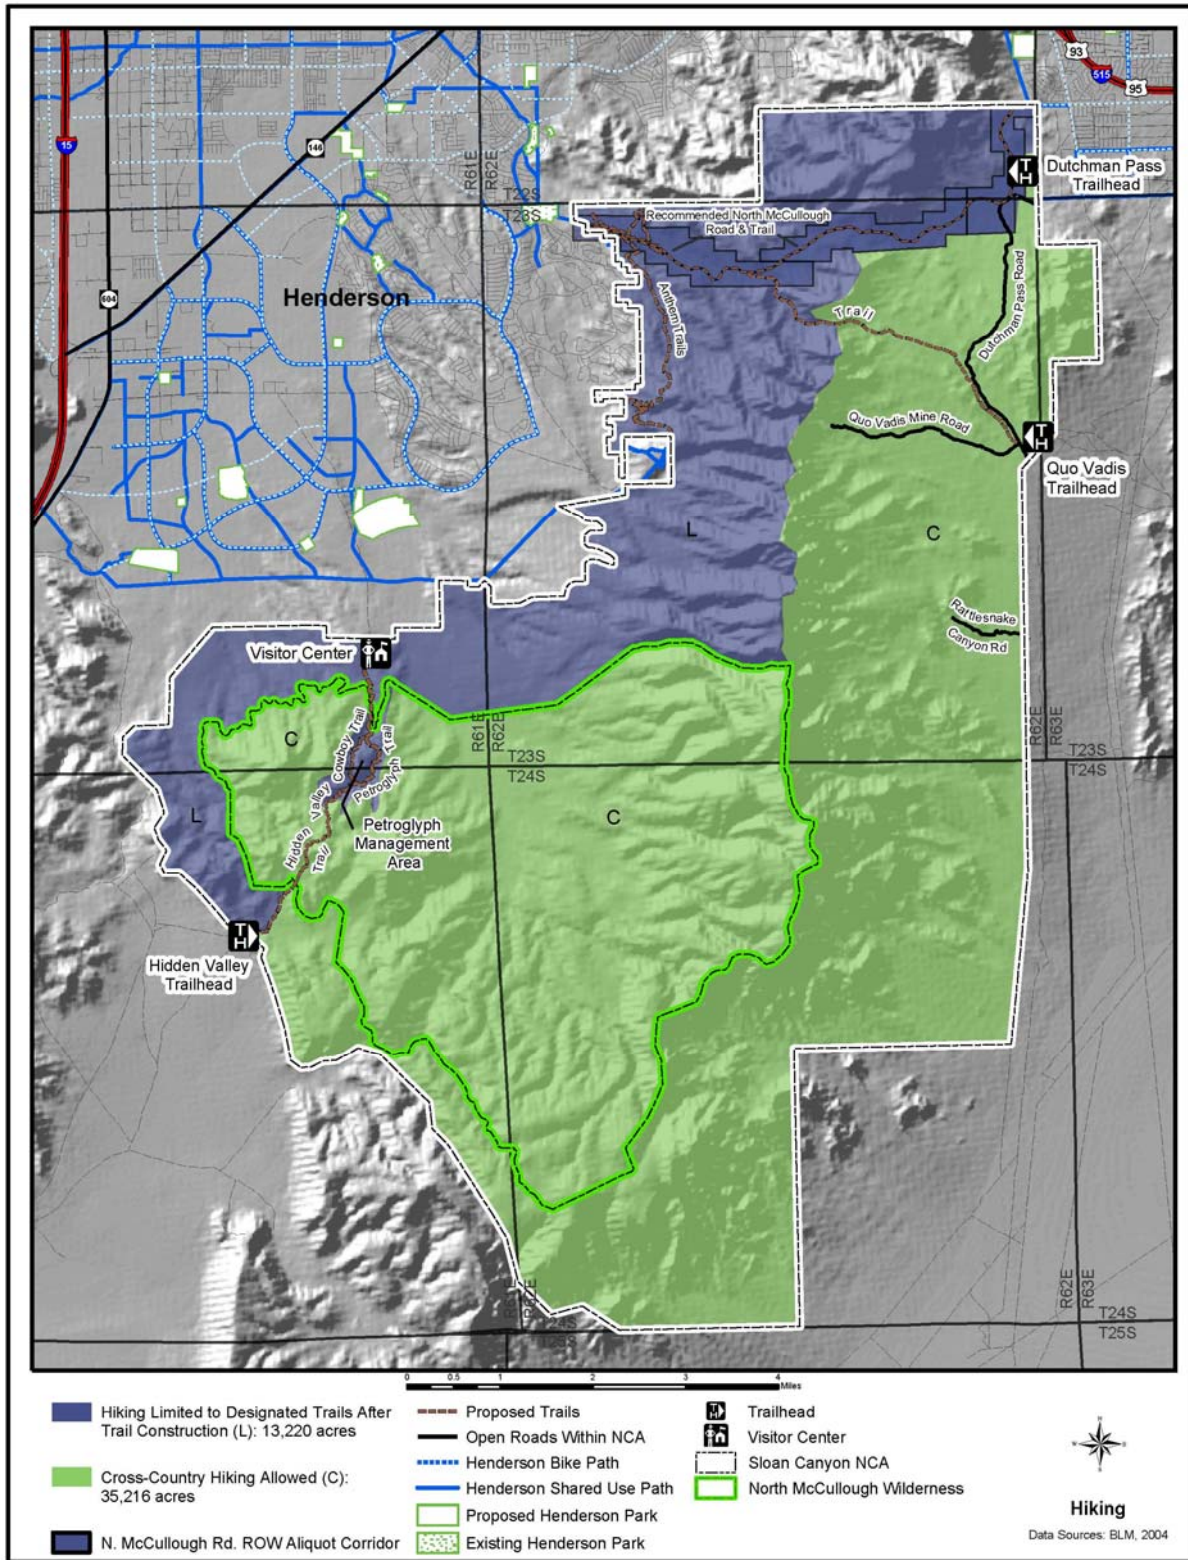 93
515
95
15
146
R61E
R62E
T22S
T23S
Dutchman Pass
Trailhead
Recommended North McCullough
Road & Trail
604
Henderson
Anthem Trails
Trail
Dutchman Pass Road
Quo Vadis Mine Road
Quo Vadis
Trailhead
L
C
Rattlesnake
Canyon Rd
Visitor Center
R61E
R62E
R62E
R63E
C
Cowboy Trail
Petroglyph Trail
T23S
T24S
T23S
T24S
L
Hidden Valley
Trail
Petroglyph
Management
Area
C
TH
Hidden Valley
Trailhead
R61E
R62E
R62E
R63E
T24S
T25S
T24S
T25S
0 0.5 1 2 3 4
Miles
Hiking Limited to Designated Trails After
Trail Construction (L): 13,220 acres
Cross-Country Hiking Allowed (C):
35,216 acres
N. McCullough Rd. ROW Aliquot Corridor
Proposed Trails
Open Roads Within NCA
Henderson Bike Path
Henderson Shared Use Path
Proposed Henderson Park
Existing Henderson Park
Trailhead
Visitor Center
Sloan Canyon NCA
North McCullough Wilderness
Hiking
Data Sources: BLM, 2004